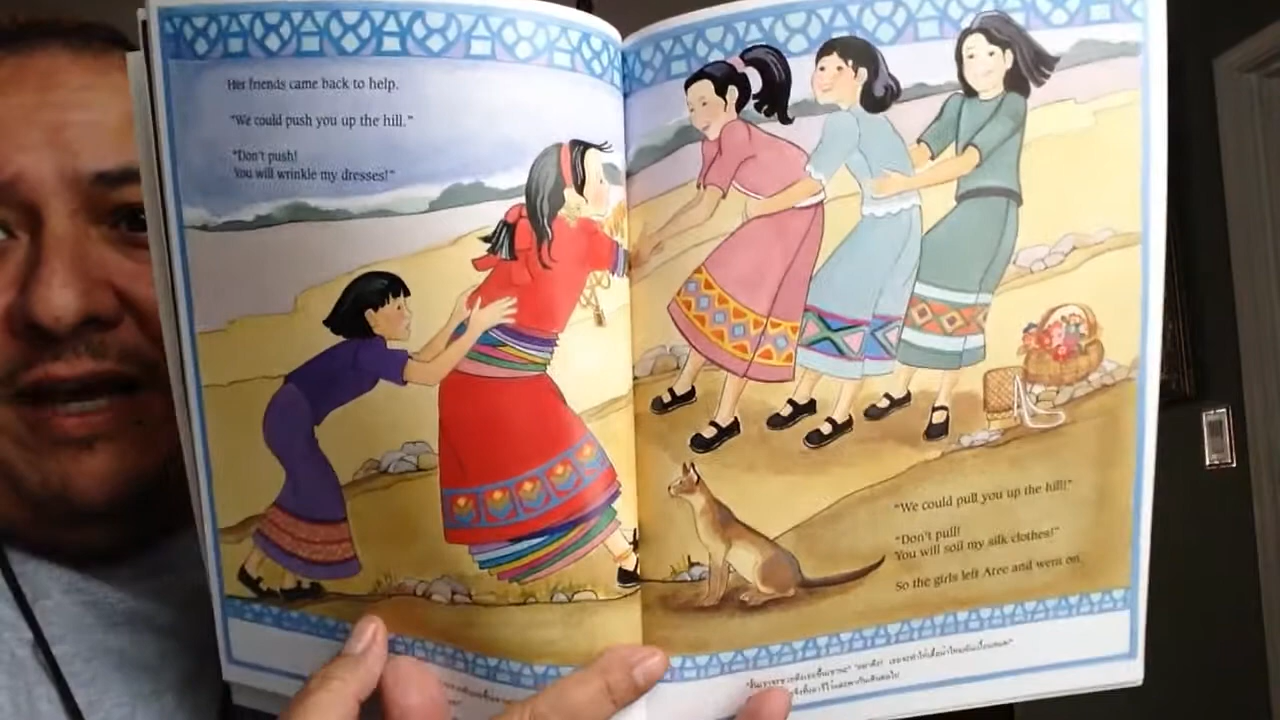 Her friends came back to help.
"We could push you up the hill."
"Don't push!
You will wrinkle my dresses!"
"We could pull you up the hill!"
"Don't pull!
You will soil my silk clothes!"
So the girls left Aree and went on.